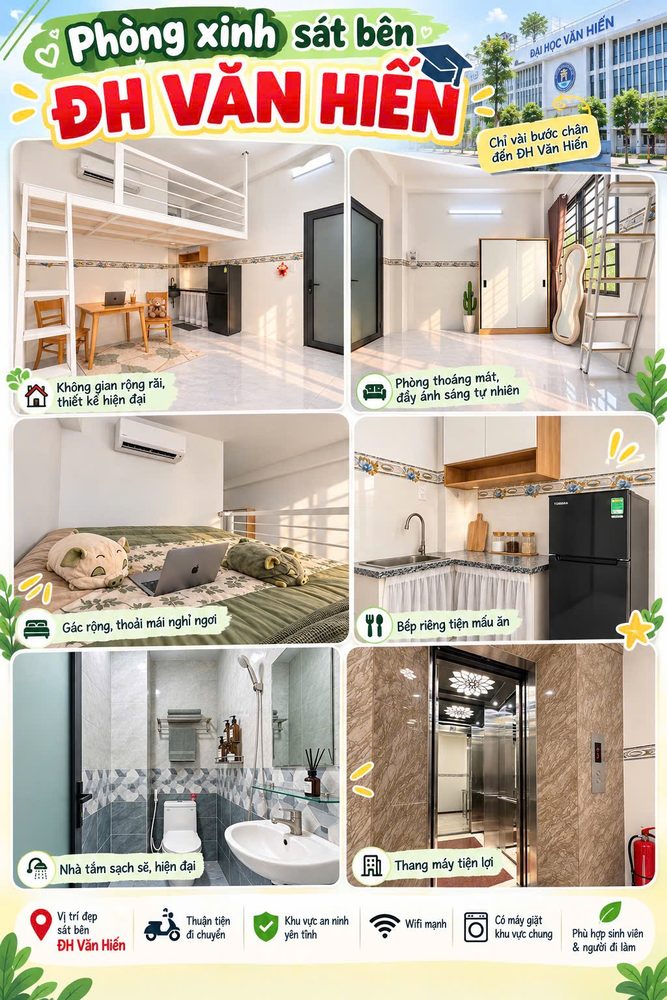 Phòng xinh sát bên
ĐH VĂN HIẾN
ĐẠI HỌC VĂN HIẾN
Chỉ vài bước chân
đến ĐH Văn Hiến
Không gian rộng rãi,
thiết kế hiện đại
Phòng thoáng mát,
đầy ánh sáng tự nhiên
Gác rộng, thoải mái nghỉ ngơi
Bếp riêng tiện mấu ăn
Nhà tắm sạch sẽ, hiện đại
Thang máy tiện lợi
Vị trí đẹp
sát bên
ĐH Văn Hiến
Thuận tiện
di chuyển
Khu vực an ninh
yên tĩnh
Wifi mạnh
Có máy giặt
khu vực chung
Phù hợp sinh viên
& người đi làm